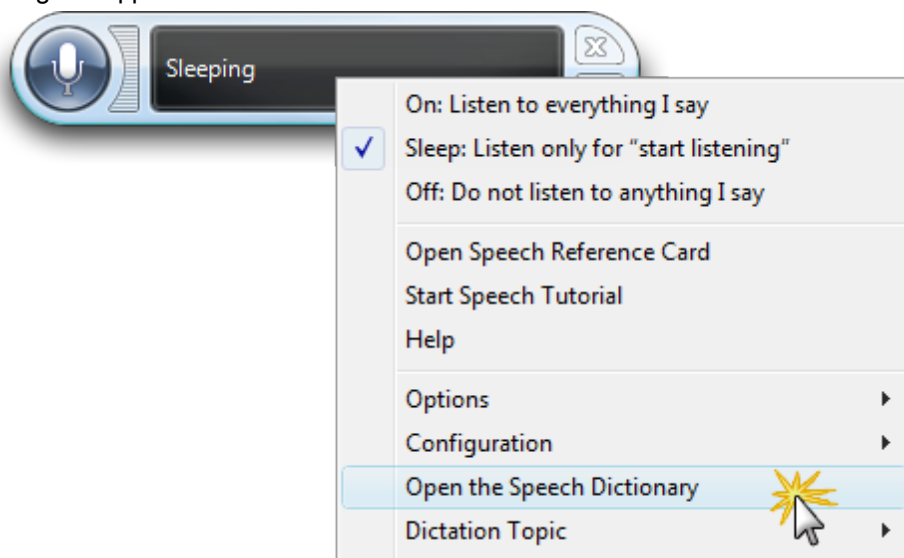 Sleeping
On: Listen to everything I say
Sleep: Listen only for “start listening”
Off: Do not listen to anything I say
Open Speech Reference Card
Start Speech Tutorial
Help
Options
Configuration
Open the Speech Dictionary
Dictation Topic